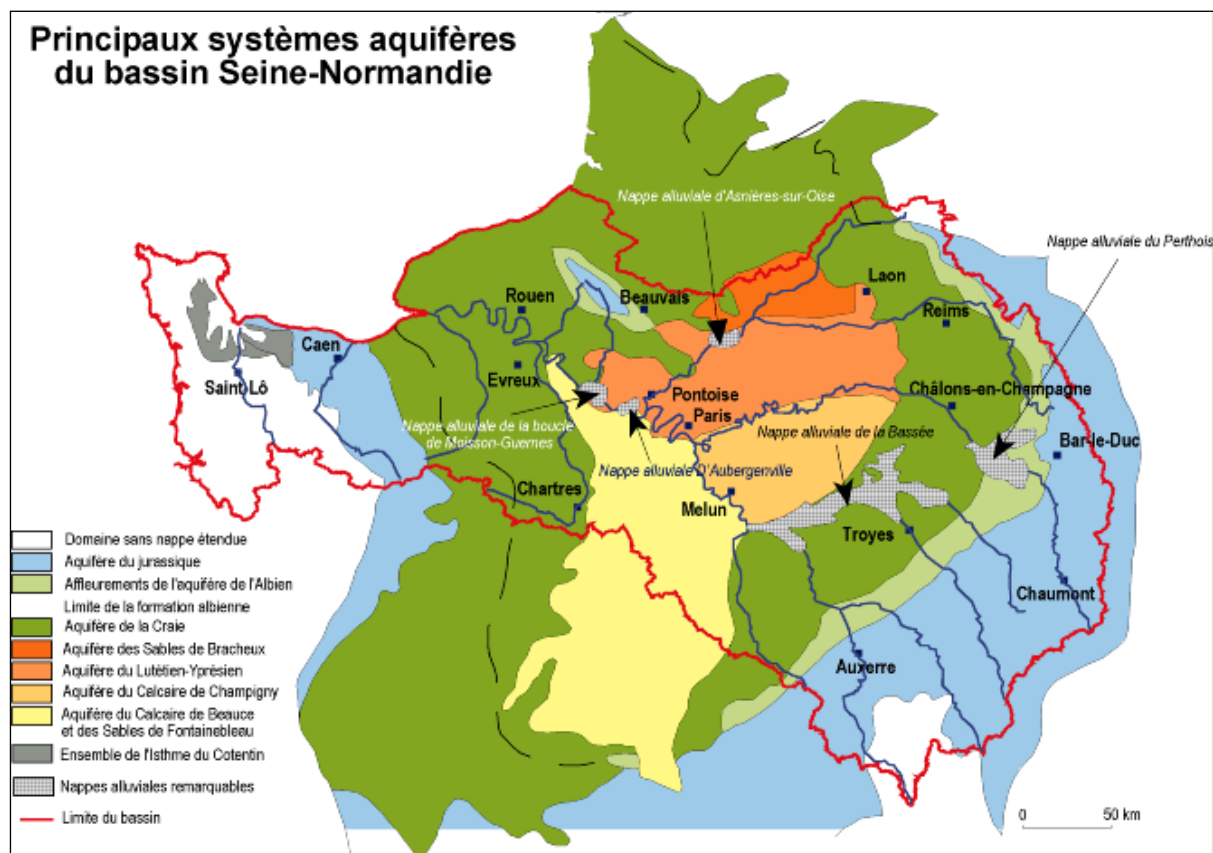 Principaux systèmes aquifères
du bassin Seine-Normandie
Nappe alluviale d'Asnières-sur-Oise
Nappe alluviale du Perthois
Laon
Rouen
Beauvais
Reims
Caen
Saint-Lô
Evreux
Châlons-en-Champagne
Pontoise
Paris
Nappe alluviale de la boucle
de Moisson-Guernes
Nappe alluviale de la Bassée
Bar-le-Duc
Nappe alluviale D'Aubergenville
Chartres
Melun
Troyes
Chaumont
Auxerre
Domaine sans nappe étendue
Aquifère du jurassique
Affleurements de l'aquifère de l'Albien
Limite de la formation albienne
Aquifère de la Craie
Aquifère des Sables de Bracheux
Aquifère du Lutétien-Yprésien
Aquifère du Calcaire de Champigny
Aquifère du Calcaire de Beauce
et des Sables de Fontainebleau
Ensemble de l'Isthme du Cotentin
Nappes alluviales remarquables
Limite du bassin
0 50 km